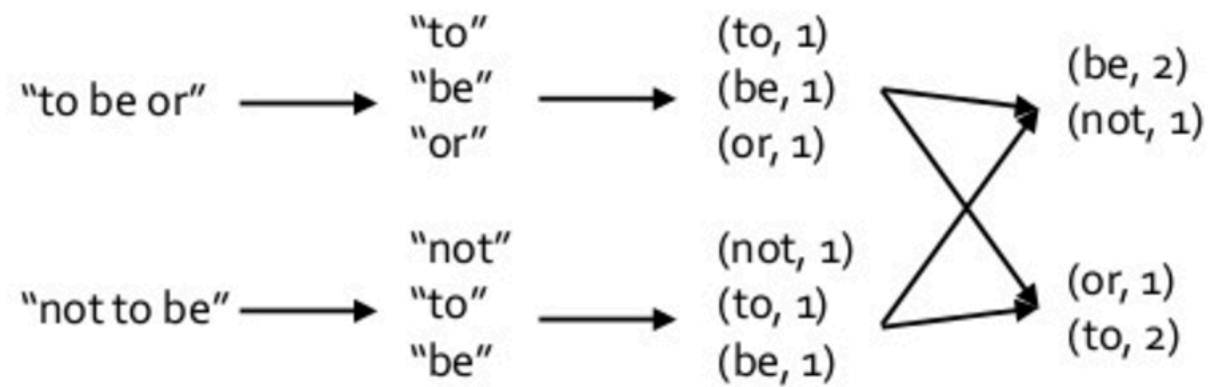 “to be or”
“to”
“be”
“or”
(to, 1)
(be, 1)
(or, 1)
(be, 2)
(not, 1)
“not to be”
“not”
“to”
“be”
(not, 1)
(to, 1)
(be, 1)
(or, 1)
(to, 2)